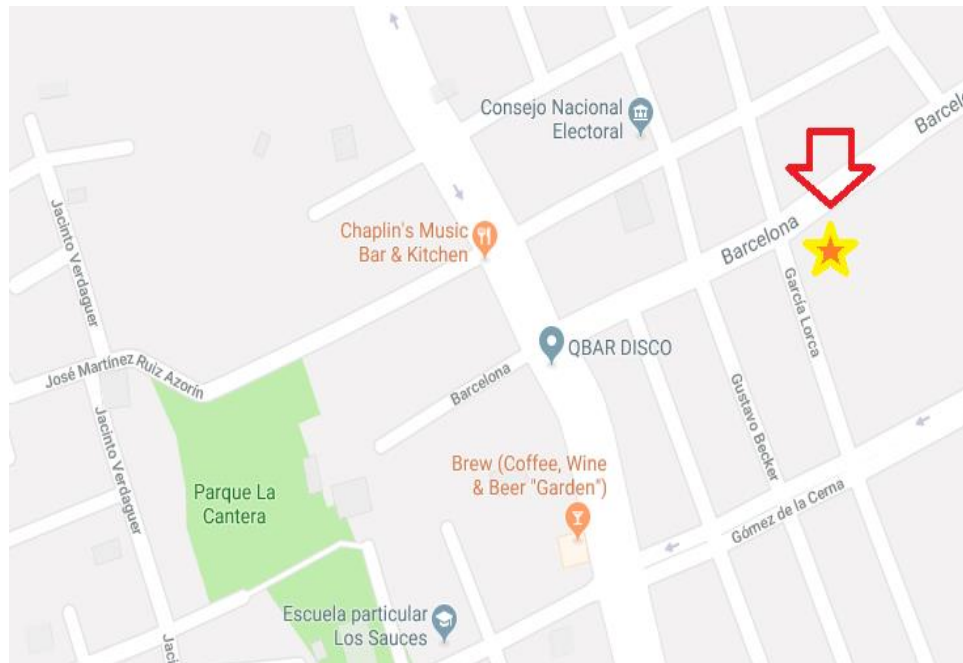 Consejo Nacional
Electoral
Barcelo
Chaplin's Music
Bar & Kitchen
Barcelona
García Lorca
Jacinto Verdaguer
QBAR DISCO
José Martínez Ruiz Azorín
Barcelona
Gustavo Becker
Jacinto Verdaguer
Brew (Coffee, Wine
& Beer "Garden")
Parque La
Cantera
Gómez de la Cerna
Escuela particular
Los Sauces
Jaci